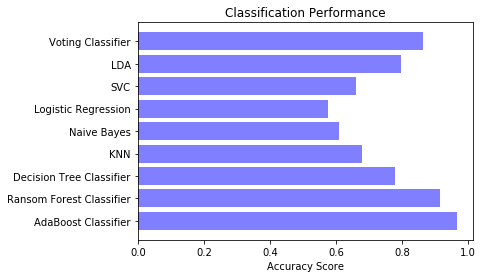 Classification Performance
Voting Classifier
LDA
SVC
Logistic Regression
Naive Bayes
KNN
Decision Tree Classifier
Ransom Forest Classifier
AdaBoost Classifier
0.0 0.2 0.4 0.6 0.8 1.0
Accuracy Score